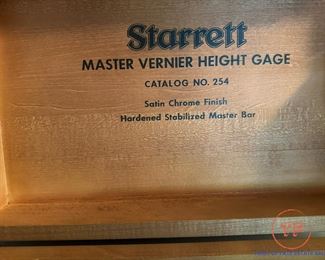 Starrett
MASTER VERNIER HEIGHT GAGE
CATALOG NO. 254
Satin Chrome Finish
Hardened Stabilized Master Bar